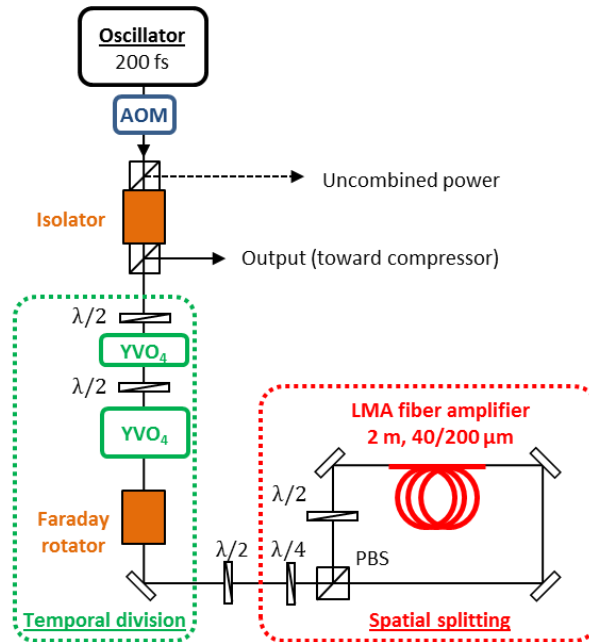 Oscillator
200 fs
AOM
Uncombined power
Isolator
Output (toward compressor)
λ/2
YVO₄
λ/2
YVO₄
LMA fiber amplifier
2 m, 40/200 µm
λ/2
Faraday
rotator
λ/2
λ/4
PBS
Temporal division
Spatial splitting